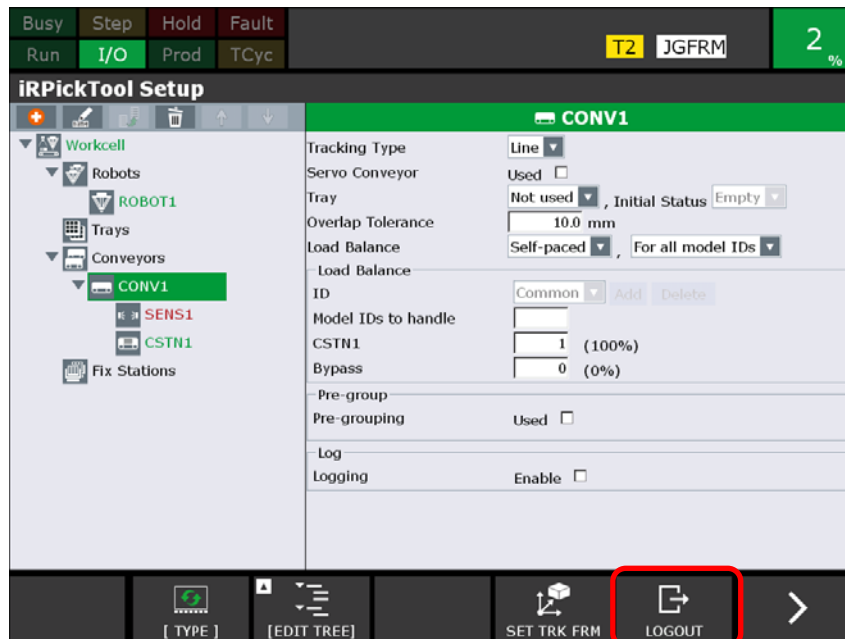 Busy Step Hold Fault
Run I/O Prod TCyc
T2 JGFRM
2 %
iRPickTool Setup
CONV1
Workcell
Robots
ROBOT1
Trays
Conveyors
CONV1
SENS1
CSTN1
Fix Stations
Tracking Type Line
Servo Conveyor Used
Tray Not used , Initial Status Empty
Overlap Tolerance 10.0 mm
Load Balance Self-paced , For all model IDs
Load Balance
ID Common Add Delete
Model IDs to handle
CSTN1 1 (100%)
Bypass 0 (0%)
Pre-group
Pre-grouping Used
Log
Logging Enable
[ TYPE ] [EDIT TREE] SET TRK FRM LOGOUT